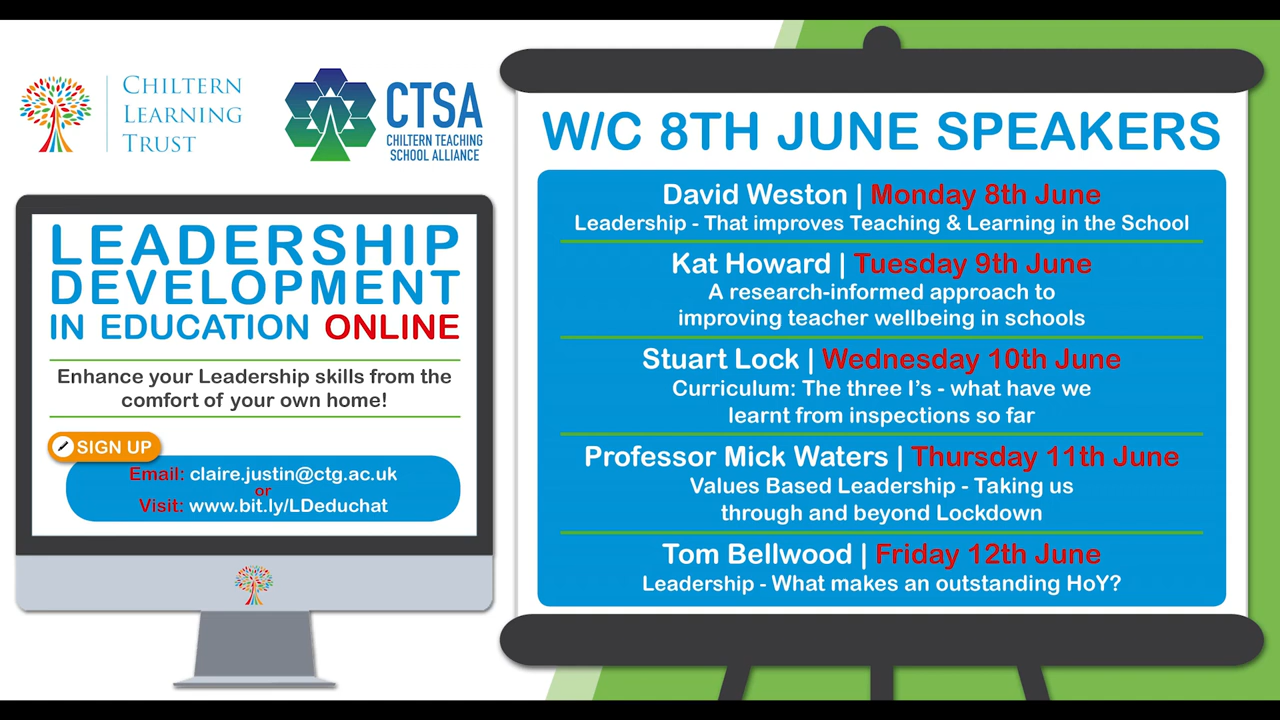 CHILTERN
LEARNING
TRUST
CTSA
CHILTERN TEACHING
SCHOOL ALLIANCE
LEADERSHIP
DEVELOPMENT
IN EDUCATION ONLINE
Enhance your Leadership skills from the
comfort of your own home!
SIGN UP
Email: claire.justin@ctg.ac.uk
or
Visit: www.bit.ly/LDeduchat
W/C 8TH JUNE SPEAKERS
David Weston | Monday 8th June
Leadership - That improves Teaching & Learning in the School
Kat Howard | Tuesday 9th June
A research-informed approach to
improving teacher wellbeing in schools
Stuart Lock | Wednesday 10th June
Curriculum: The three I's - what have we
learnt from inspections so far
Professor Mick Waters | Thursday 11th June
Values Based Leadership - Taking us
through and beyond Lockdown
Tom Bellwood | Friday 12th June
Leadership - What makes an outstanding HoY?